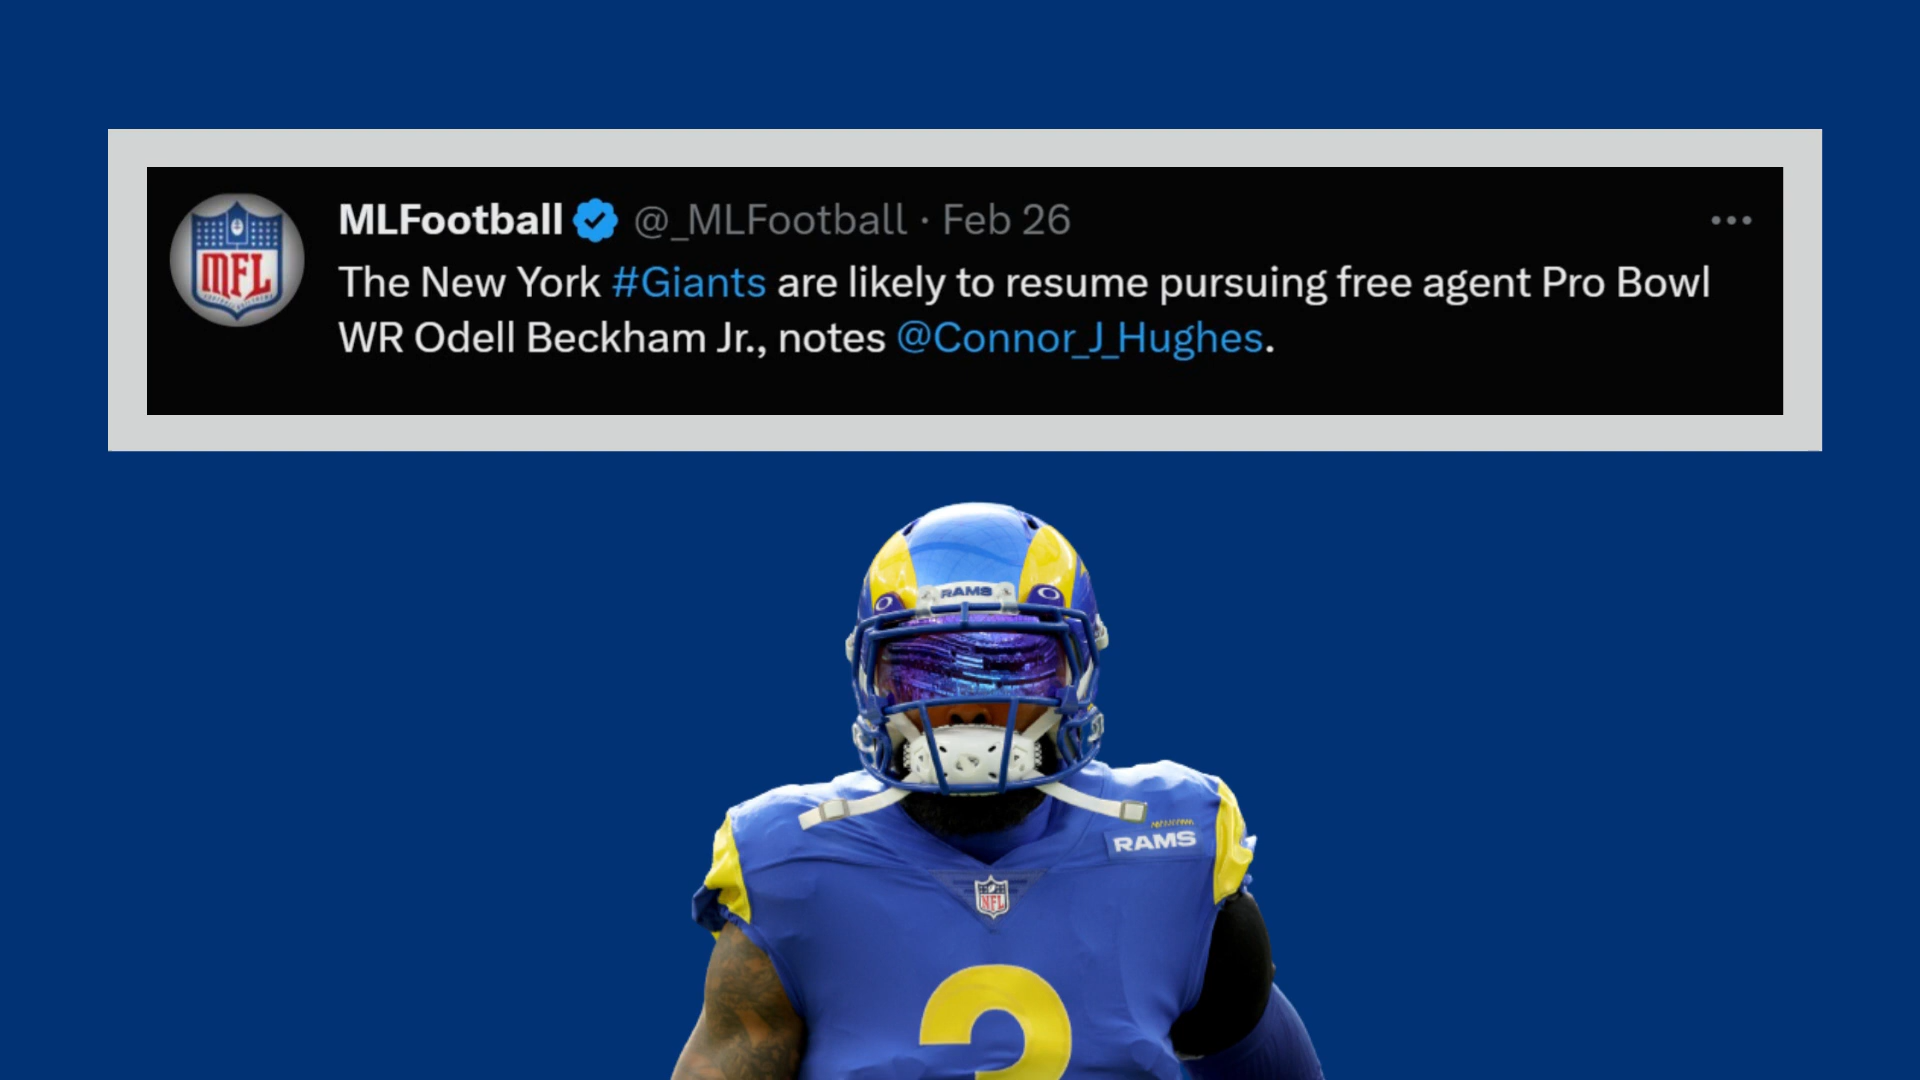 MLFootball @_MLFootball · Feb 26 •••
MFL
The New York #Giants are likely to resume pursuing free agent Pro Bowl
WR Odell Beckham Jr., notes @Connor_J_Hughes.
RAMS
RAMS
NFL